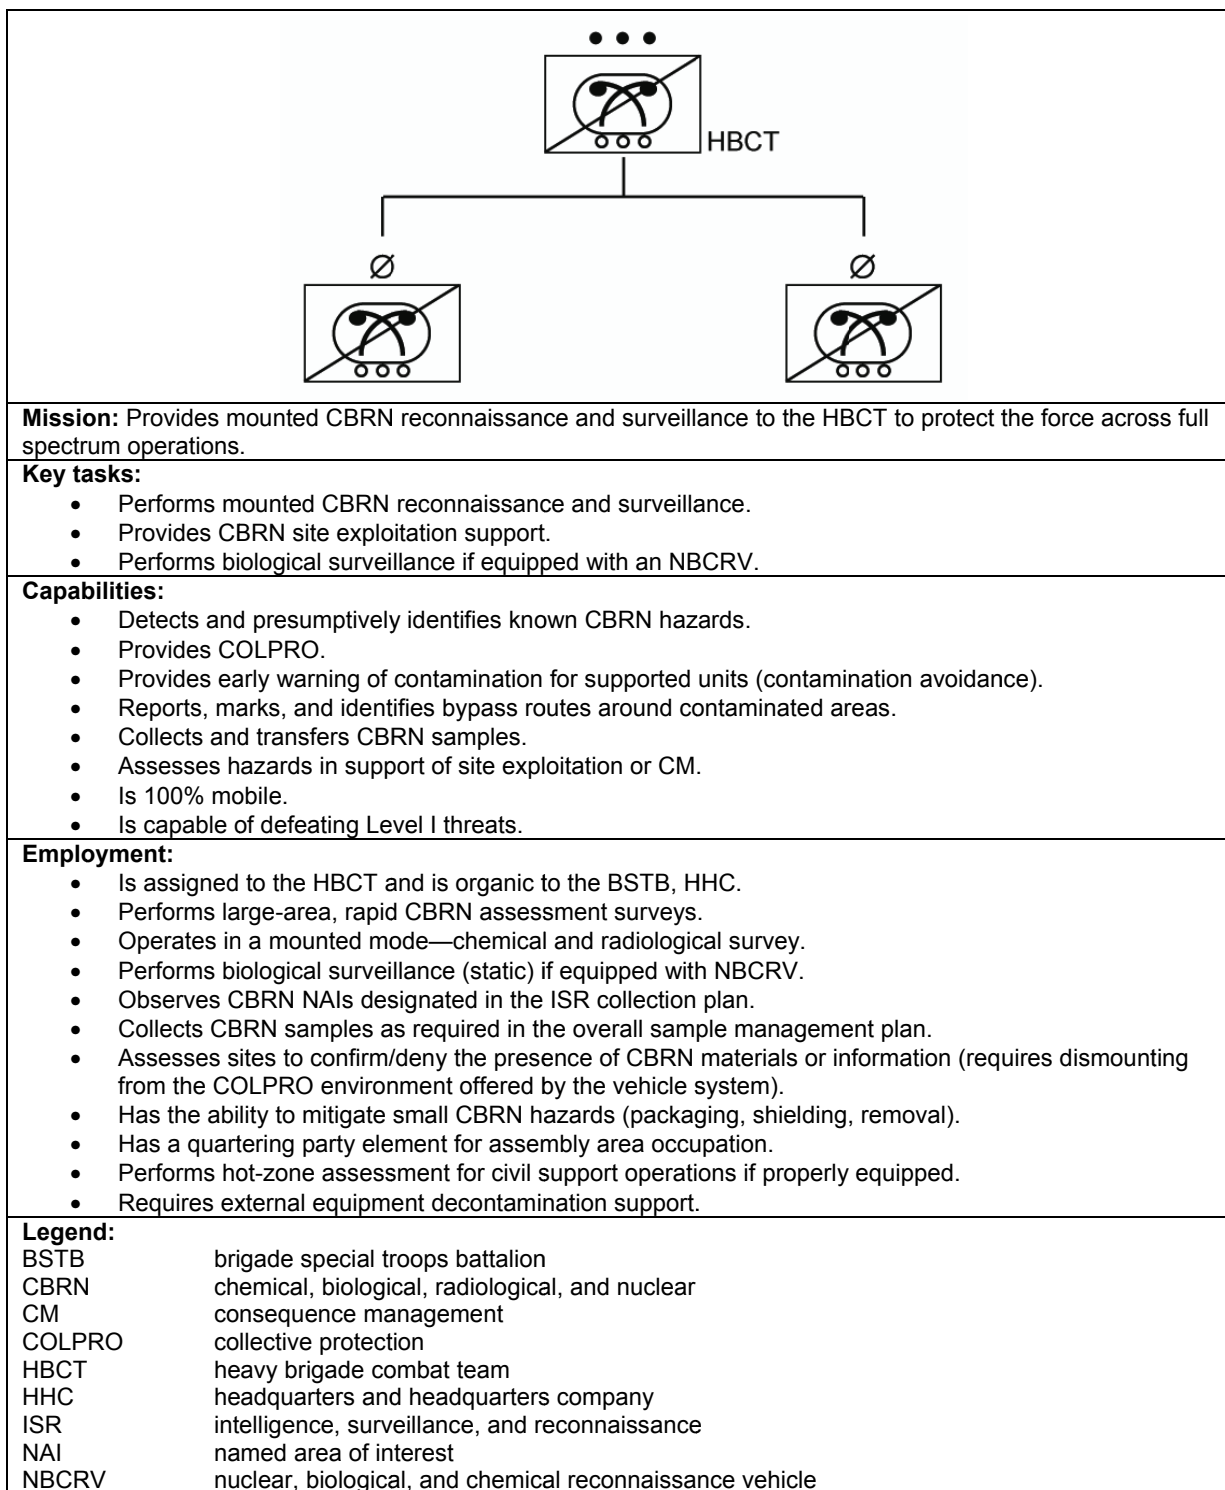 HBCT
Mission: Provides mounted CBRN reconnaissance and surveillance to the HBCT to protect the force across full
spectrum operations.
Key tasks:
• Performs mounted CBRN reconnaissance and surveillance.
• Provides CBRN site exploitation support.
• Performs biological surveillance if equipped with an NBCRV.
Capabilities:
• Detects and presumptively identifies known CBRN hazards.
• Provides COLPRO.
• Provides early warning of contamination for supported units (contamination avoidance).
• Reports, marks, and identifies bypass routes around contaminated areas.
• Collects and transfers CBRN samples.
• Assesses hazards in support of site exploitation or CM.
• Is 100% mobile.
• Is capable of defeating Level I threats.
Employment:
• Is assigned to the HBCT and is organic to the BSTB, HHC.
• Performs large-area, rapid CBRN assessment surveys.
• Operates in a mounted mode—chemical and radiological survey.
• Performs biological surveillance (static) if equipped with NBCRV.
• Observes CBRN NAIs designated in the ISR collection plan.
• Collects CBRN samples as required in the overall sample management plan.
• Assesses sites to confirm/deny the presence of CBRN materials or information (requires dismounting
from the COLPRO environment offered by the vehicle system).
• Has the ability to mitigate small CBRN hazards (packaging, shielding, removal).
• Has a quartering party element for assembly area occupation.
• Performs hot-zone assessment for civil support operations if properly equipped.
• Requires external equipment decontamination support.
Legend:
BSTB brigade special troops battalion
CBRN chemical, biological, radiological, and nuclear
CM consequence management
COLPRO collective protection
HBCT heavy brigade combat team
HHC headquarters and headquarters company
ISR intelligence, surveillance, and reconnaissance
NAI named area of interest
NBCRV nuclear, biological, and chemical reconnaissance vehicle